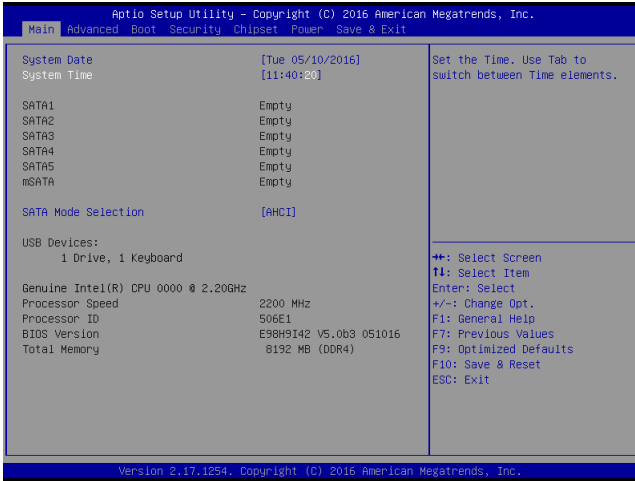 Aptio Setup Utility – Copyright (C) 2016 American Megatrends, Inc.
Main Advanced Boot Security Chipset Power Save & Exit
System Date [Tue 05/10/2016]
System Time [11:40:20]
SATA1 Empty
SATA2 Empty
SATA3 Empty
SATA4 Empty
SATA5 Empty
mSATA Empty
SATA Mode Selection [AHCI]
USB Devices:
1 Drive, 1 Keyboard
Genuine Intel(R) CPU 0000 @ 2.20GHz
Processor Speed 2200 MHz
Processor ID 506E1
BIOS Version E98H9I42 V5.0b3 051016
Total Memory 8192 MB (DDR4)
Set the Time. Use Tab to
switch between Time elements.
→←: Select Screen
↑↓: Select Item
Enter: Select
+/-: Change Opt.
F1: General Help
F7: Previous Values
F9: Optimized Defaults
F10: Save & Reset
ESC: Exit
Version 2.17.1254. Copyright (C) 2016 American Megatrends, Inc.